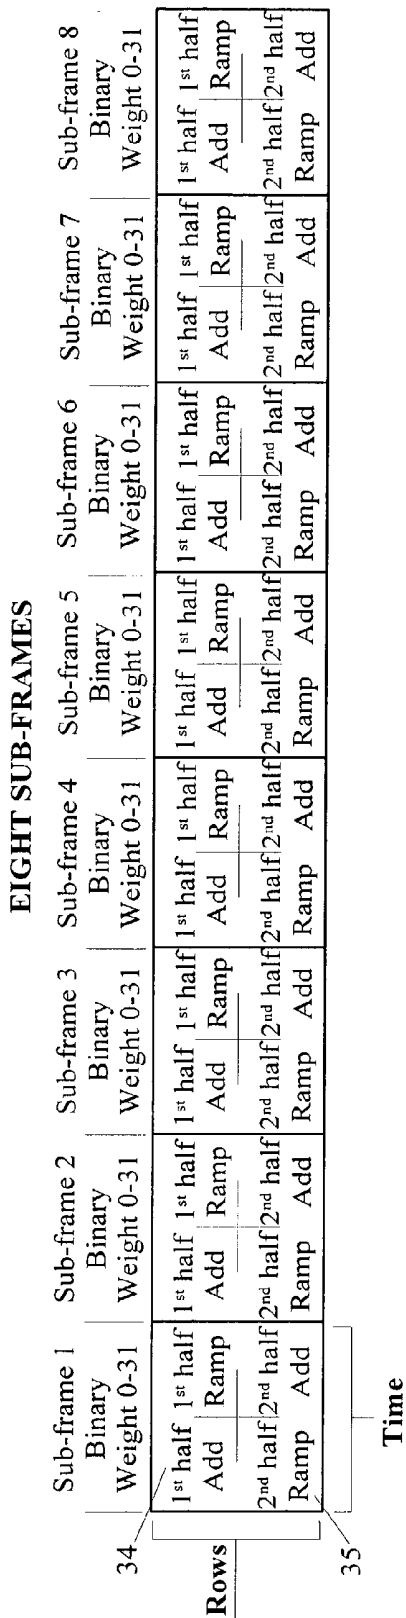 EIGHT SUB-FRAMES
Sub-frame 1 Sub-frame 2 Sub-frame 3 Sub-frame 4 Sub-frame 5 Sub-frame 6 Sub-frame 7 Sub-frame 8
Binary Binary Binary Binary Binary Binary Binary Binary
Weight 0-31 Weight 0-31 Weight 0-31 Weight 0-31 Weight 0-31 Weight 0-31 Weight 0-31 Weight 0-31
34
1st half 1st half 1st half 1st half 1st half 1st half 1st half 1st half 1st half 1st half 1st half 1st half 1st half 1st half 1st half 1st half
Add Ramp Add Ramp Add Ramp Add Ramp Add Ramp Add Ramp Add Ramp Add Ramp
Rows
2nd half 2nd half 2nd half 2nd half 2nd half 2nd half 2nd half 2nd half 2nd half 2nd half 2nd half 2nd half 2nd half 2nd half 2nd half 2nd half
Ramp Add Ramp Add Ramp Add Ramp Add Ramp Add Ramp Add Ramp Add Ramp Add
35
Time